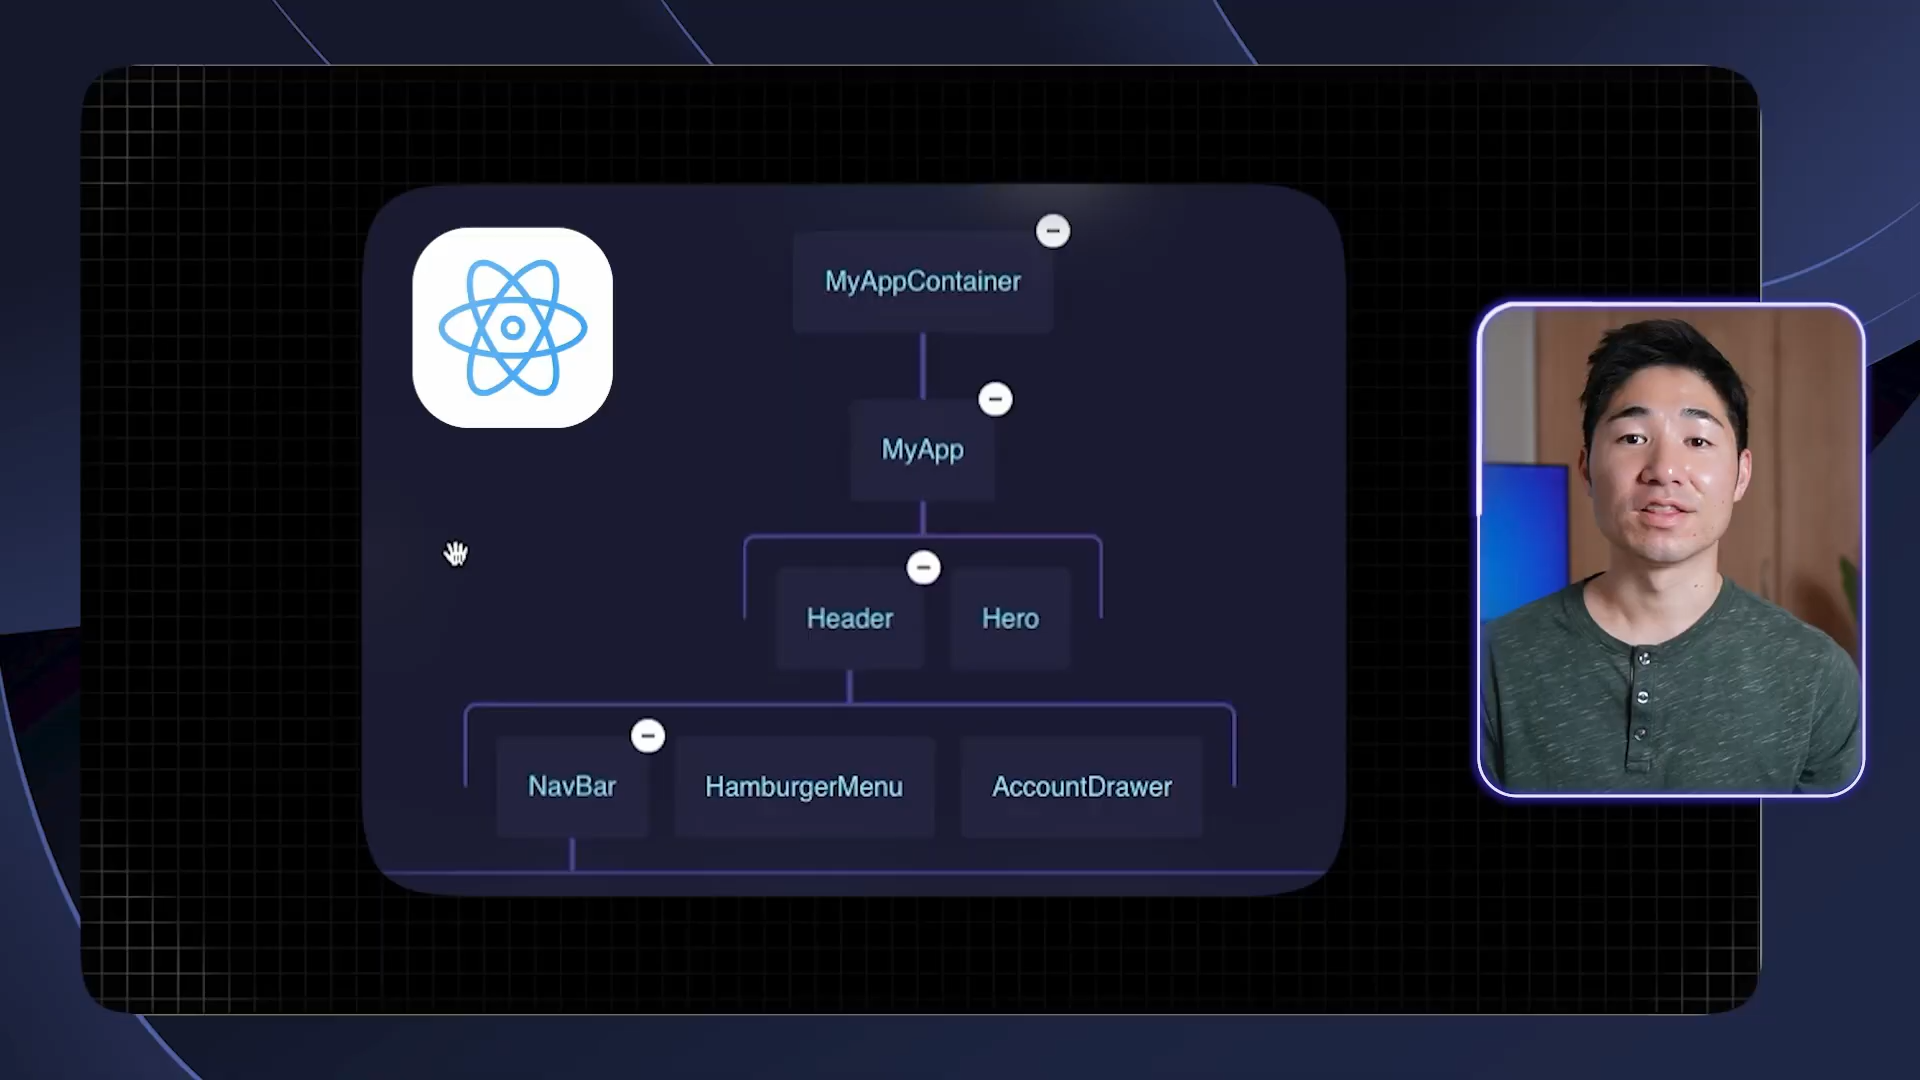 MyAppContainer
MyApp
Header
Hero
NavBar
HamburgerMenu
AccountDrawer